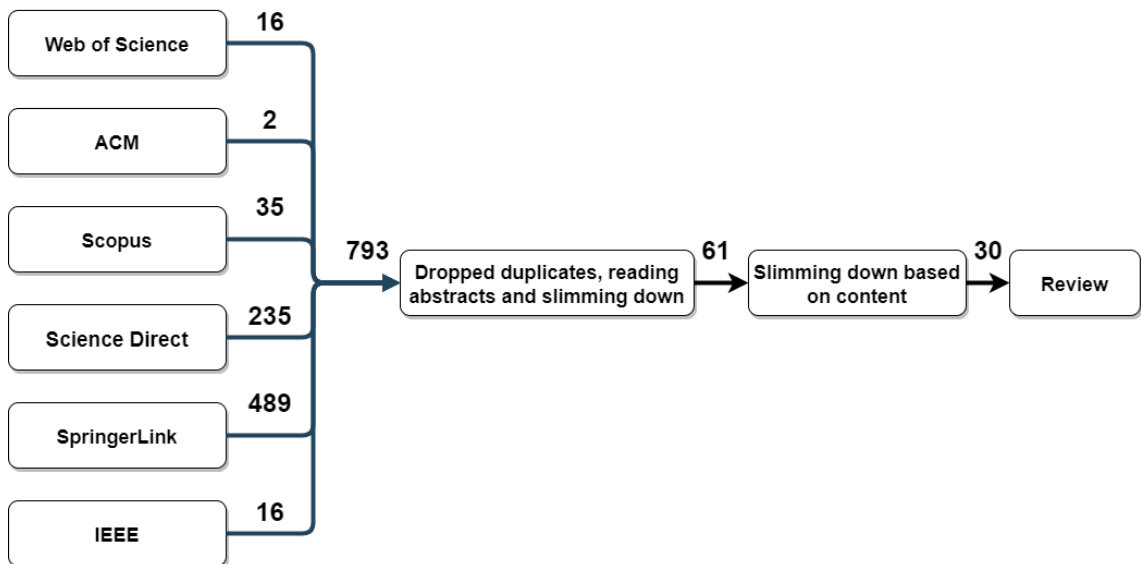 Web of Science
16
ACM
2
Scopus
35
Science Direct
235
SpringerLink
489
IEEE
16
793
Dropped duplicates, reading
abstracts and slimming down
61
Slimming down based
on content
30
Review